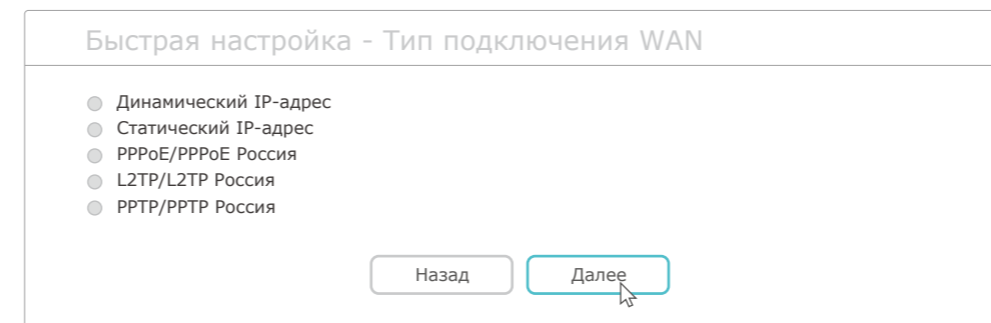 Быстрая настройка - Тип подключения WAN
Динамический IP-адрес
Статический IP-адрес
PPPoE/PPPoE Россия
L2TP/L2TP Россия
PPTP/PPTP Россия
Назад Далее